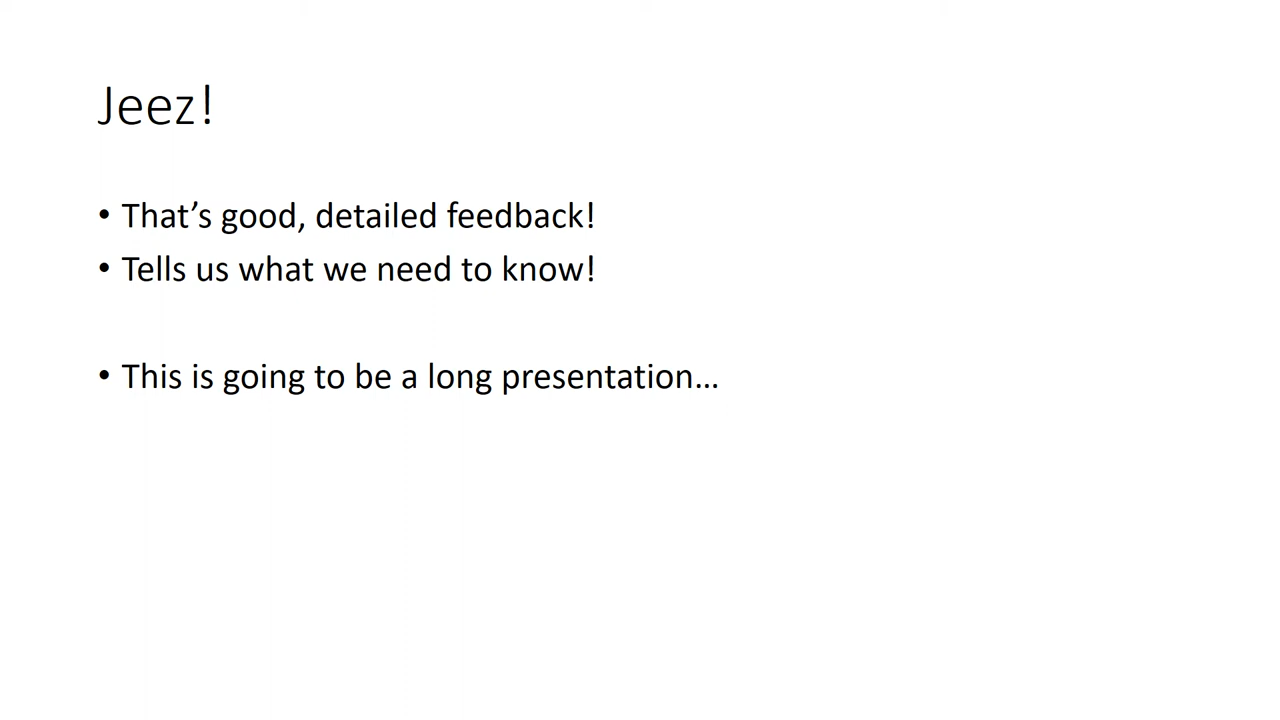 Jeez!
• That’s good, detailed feedback!
• Tells us what we need to know!
• This is going to be a long presentation…